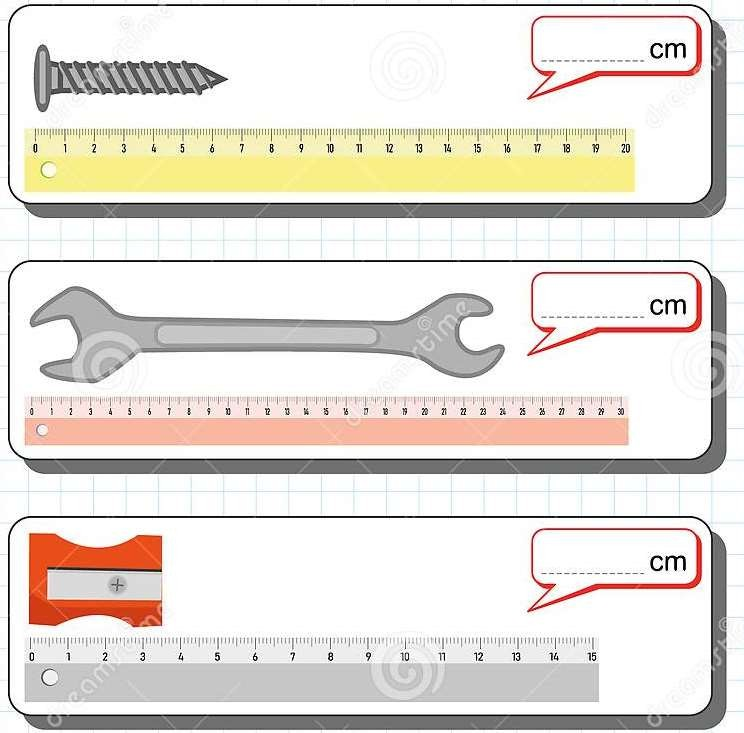 .................... cm
0 1 2 3 4 5 6 7 8 9 10 11 12 13 14 15 16 17 18 19 20
.................... cm
0 1 2 3 4 5 6 7 8 9 10 11 12 13 14 15 16 17 18 19 20 21 22 23 24 25 26 27 28 29 30
.................... cm
0 1 2 3 4 5 6 7 8 9 10 11 12 13 14 15
dreamstime